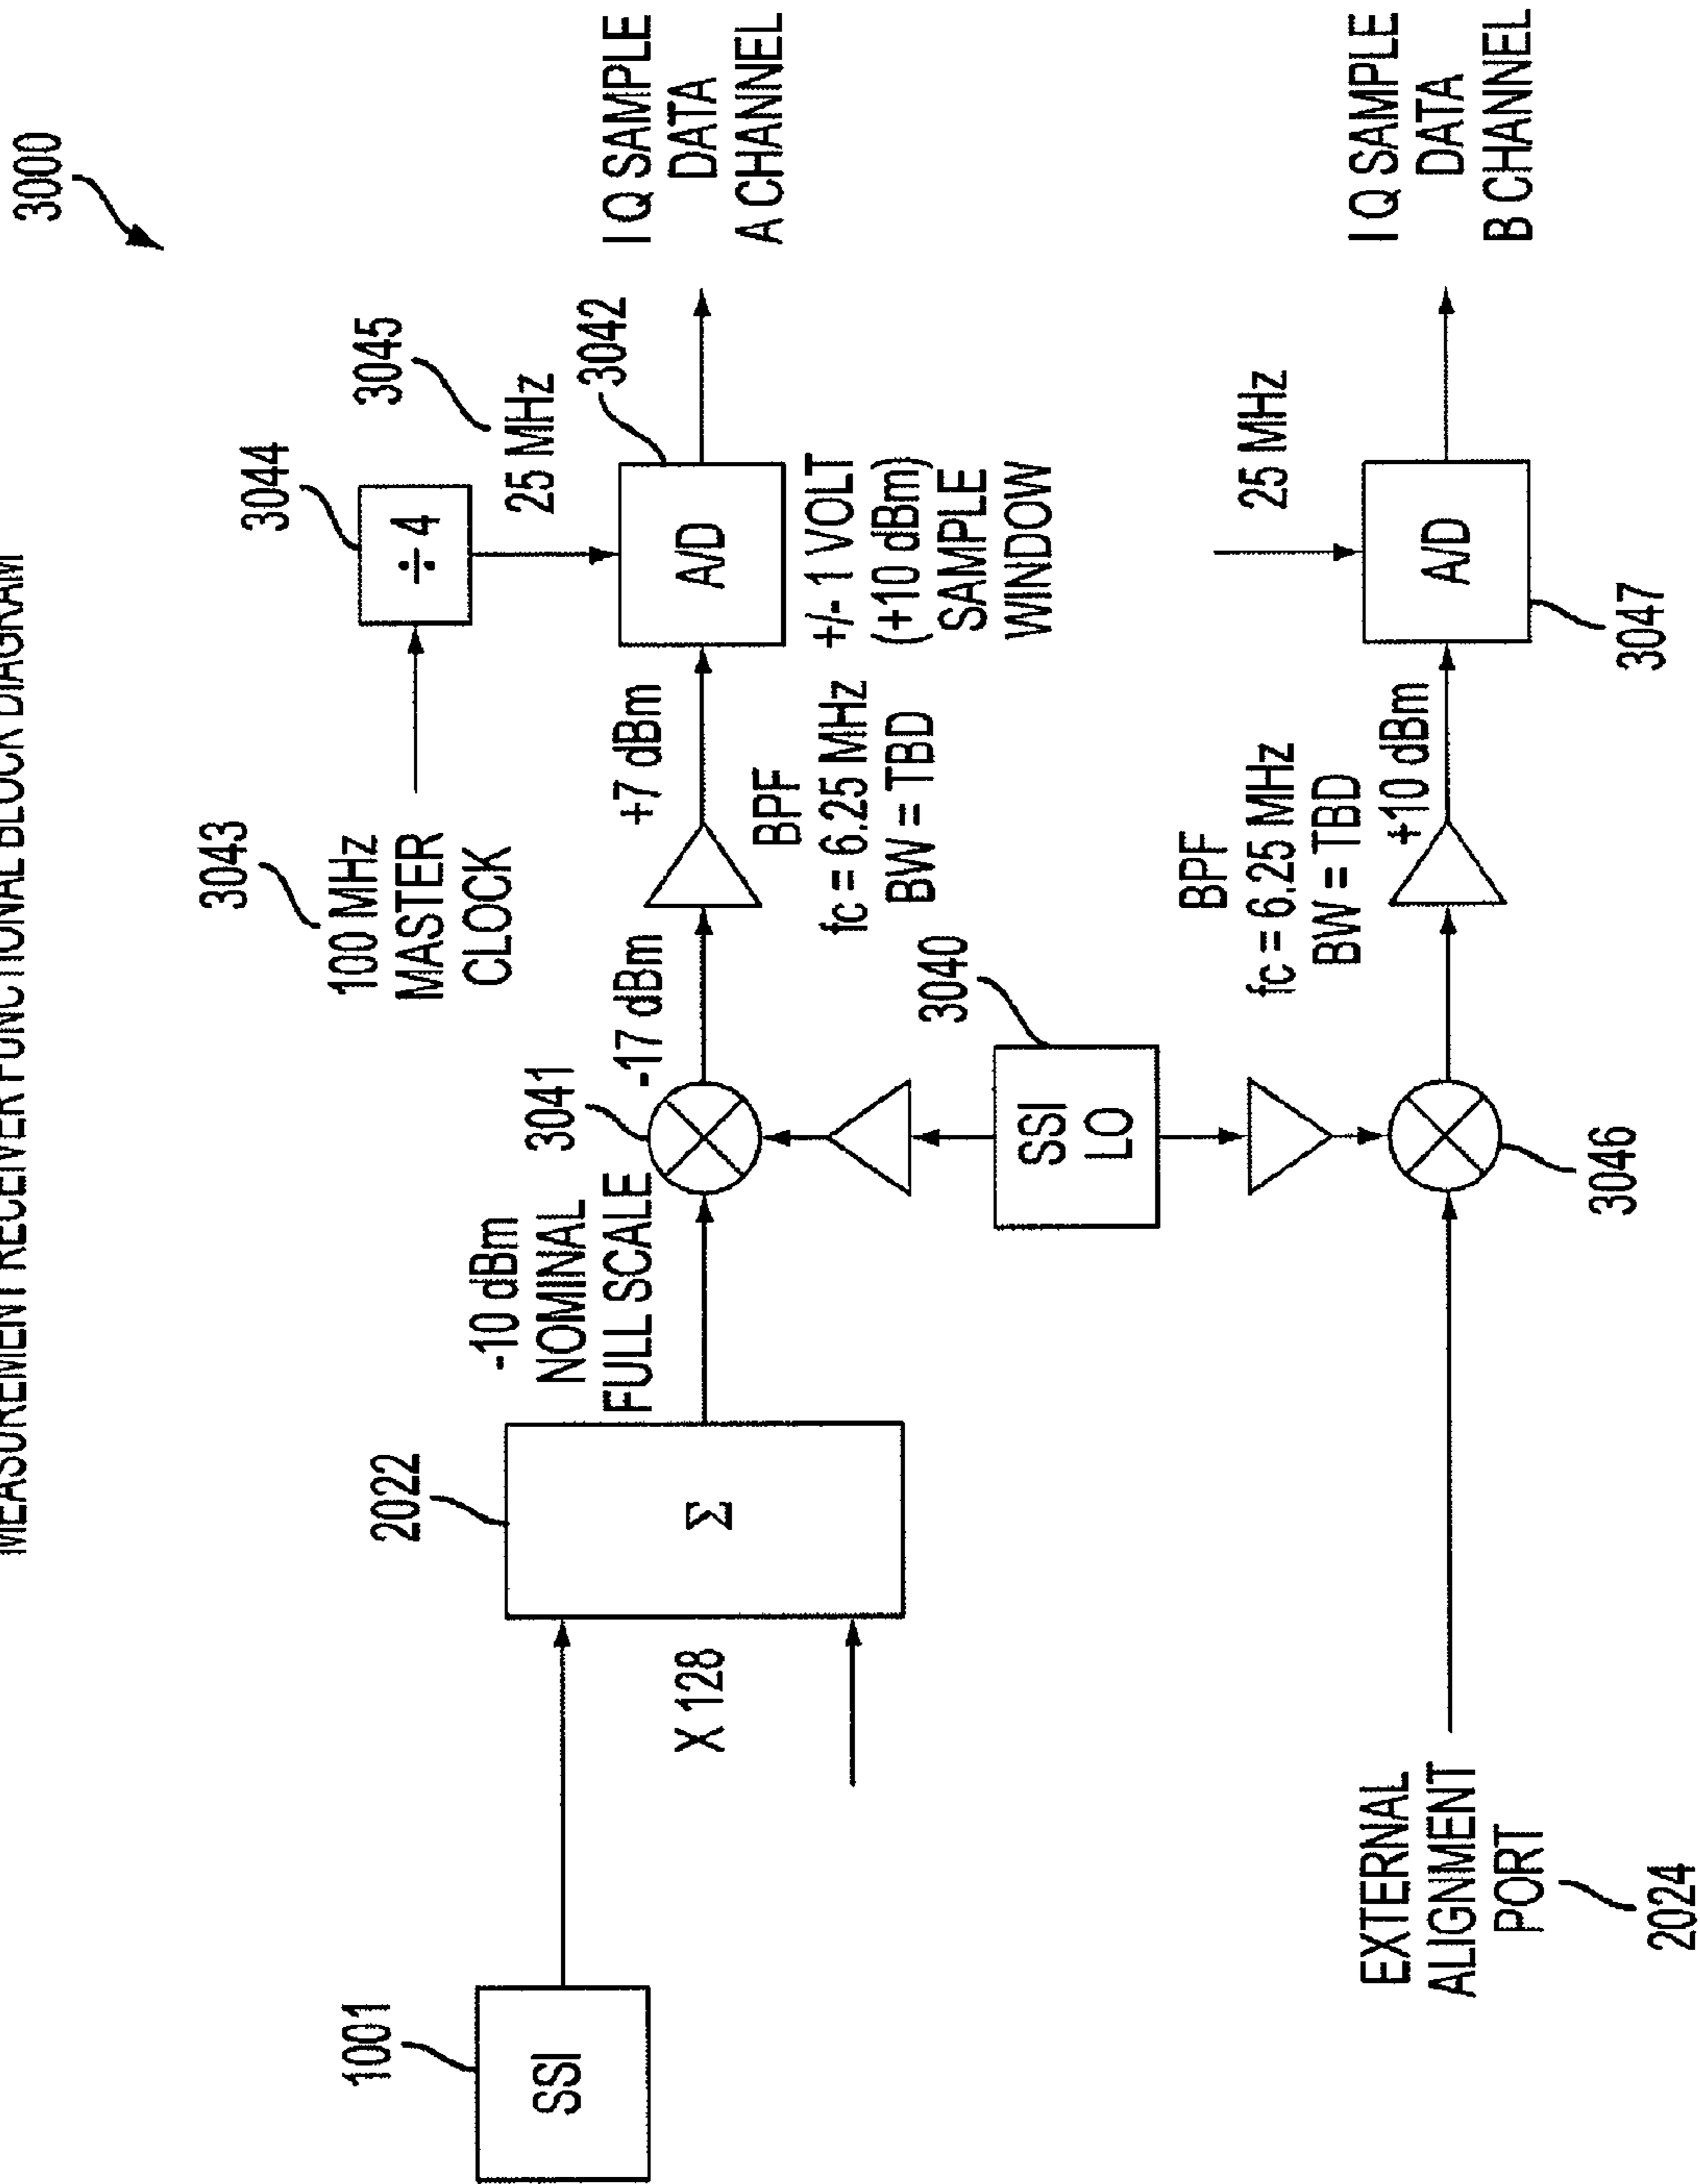 MEASUREMENT RECEIVER FUNCTIONAL BLOCK DIAGRAM
3000
1001
SSI
2022
Σ
X 128
-10 dBm
NOMINAL
FULL SCALE
3041
-17 dBm
+7 dBm
BPF
fc = 6.25 MHz
BW = TBD
3043
100 MHz
MASTER
CLOCK
3044
÷ 4
3045
25 MHz
3042
A/D
+/- 1 VOLT
(+10 dBm)
SAMPLE
WINDOW
I Q SAMPLE
DATA
A CHANNEL
3040
SSI
LO
EXTERNAL
ALIGNMENT
PORT
2024
3046
BPF
fc = 6.25 MHz
BW = TBD
+10 dBm
25 MHz
A/D
3047
I Q SAMPLE
DATA
B CHANNEL